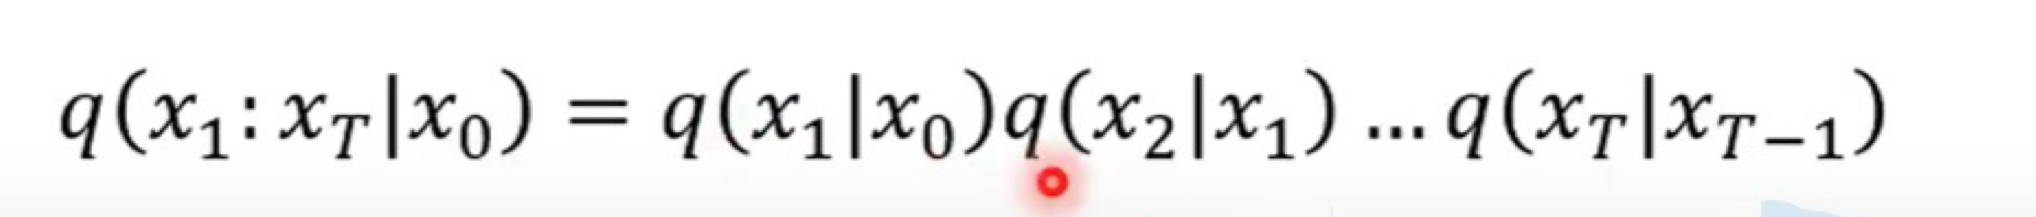 q(x₁:x_T|x₀) = q(x₁|x₀)q(x₂|x₁) ... q(x_T|x_{T−1})